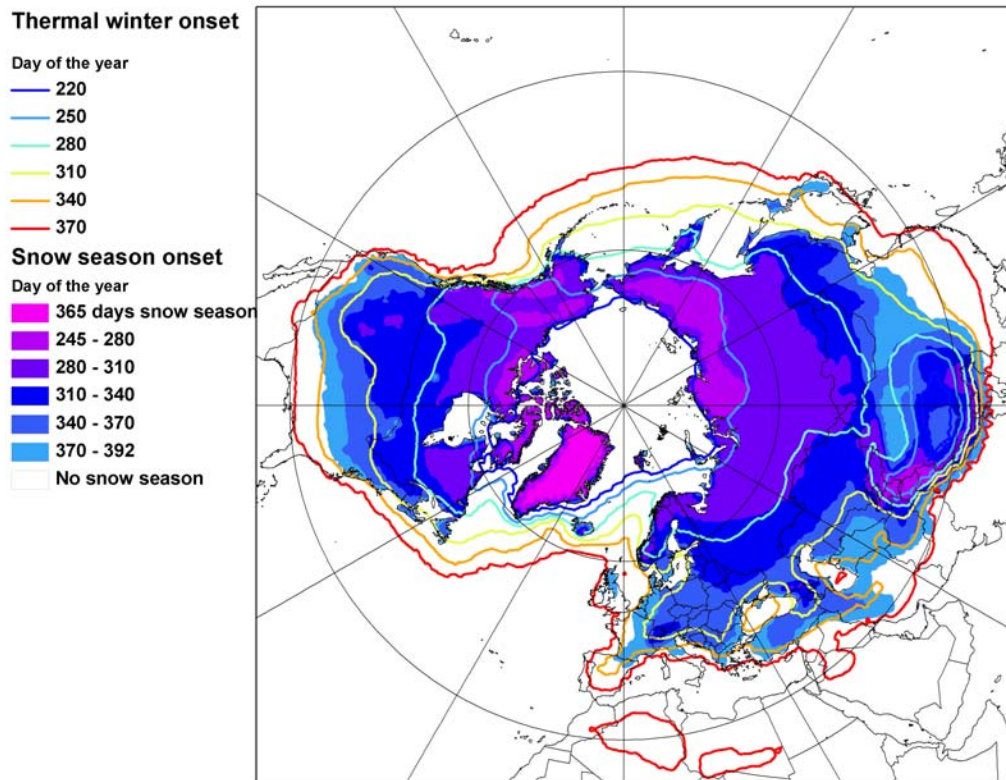 Thermal winter onset
Day of the year
220
250
280
310
340
370
Snow season onset
Day of the year
365 days snow season
245 - 280
280 - 310
310 - 340
340 - 370
370 - 392
No snow season